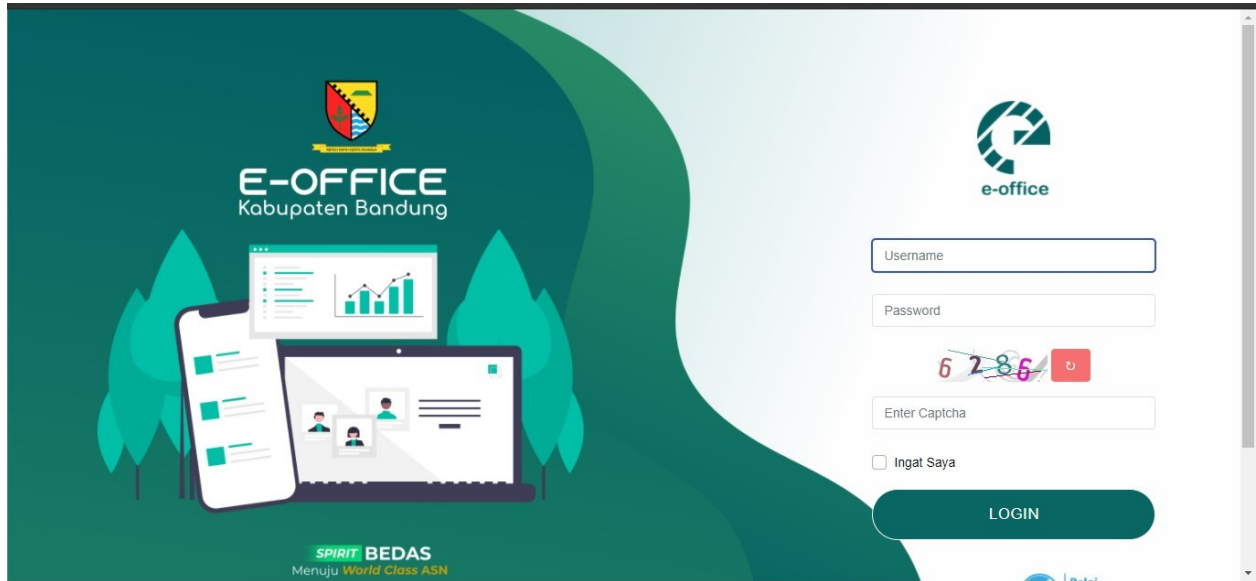 E-OFFICE
Kabupaten Bandung
SPIRIT BEDAS
Menuju World Class ASN
e-office
Username
Password
6286
Enter Captcha
Ingat Saya
LOGIN